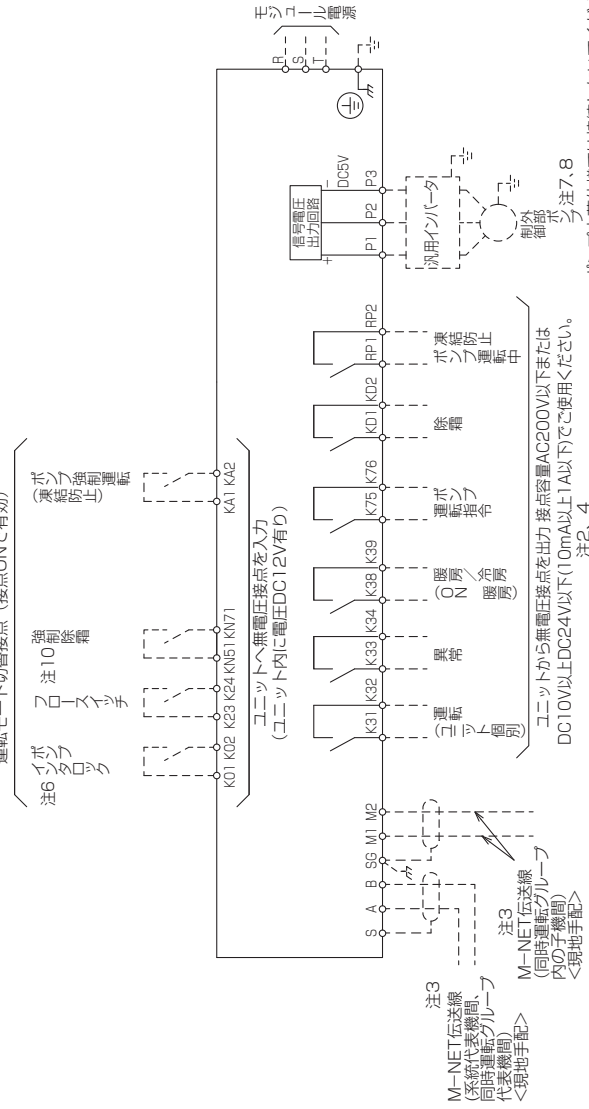 運転モード切替接点（接点ONで有効）
注6
ポンプ
インタロック
フロースイッチ
注10
強制
除霜
ポンプ強制運転
（凍結防止）
K01 K02 K23 K24 KN51 KN71 KA1 KA2
ユニットへ無電圧接点を入力
（ユニット内に電圧DC12V有り）
信号電圧
出力回路
+
−
DC5V
モジュール電源
R
S
T
S A B SG M1 M2 K31 K32 K33 K34 K38 K39 K75 K76 KD1 KD2 RP1 RP2 P1 P2 P3
注3
M−NET伝送線
（系統代表機間、
同時運転グループ
代表機間）
<現地手配>
注3
M−NET伝送線
（同時運転グループ
内の子機間）
<現地手配>
運転
（ユニット
個別）
異常
暖房／冷房
（ON 暖房）
ポンプ
運転指令
除霜
凍結防止
ポンプ運転中
汎用インバータ
外部ポンプ
制御
注7、8
ユニットから無電圧接点を出力 接点容量AC200V以下または
DC10V以上DC24V以下(10mA以上1A以下)でご使用ください。
注2、4